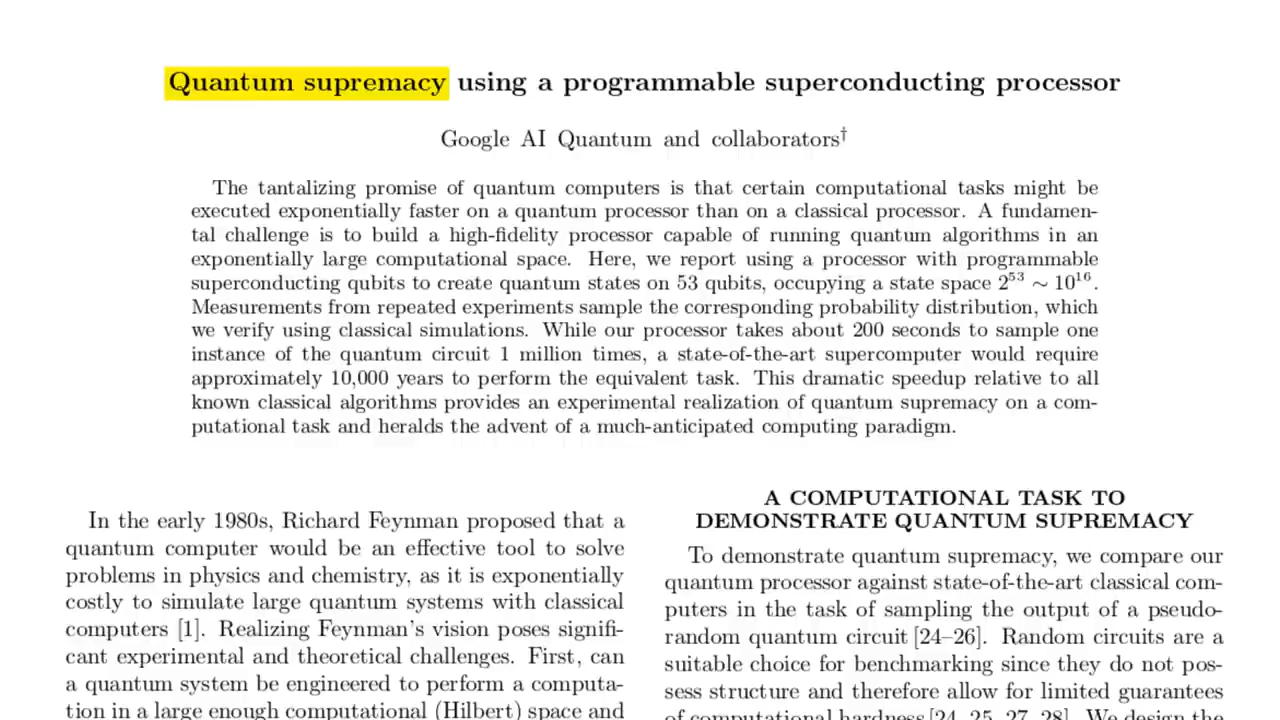 Quantum supremacy using a programmable superconducting processor
Google AI Quantum and collaborators†
The tantalizing promise of quantum computers is that certain computational tasks might be
executed exponentially faster on a quantum processor than on a classical processor. A fundamen-
tal challenge is to build a high-fidelity processor capable of running quantum algorithms in an
exponentially large computational space. Here, we report using a processor with programmable
superconducting qubits to create quantum states on 53 qubits, occupying a state space 2⁵³ ∼ 10¹⁶.
Measurements from repeated experiments sample the corresponding probability distribution, which
we verify using classical simulations. While our processor takes about 200 seconds to sample one
instance of the quantum circuit 1 million times, a state-of-the-art supercomputer would require
approximately 10,000 years to perform the equivalent task. This dramatic speedup relative to all
known classical algorithms provides an experimental realization of quantum supremacy on a com-
putational task and heralds the advent of a much-anticipated computing paradigm.
In the early 1980s, Richard Feynman proposed that a
quantum computer would be an effective tool to solve
problems in physics and chemistry, as it is exponentially
costly to simulate large quantum systems with classical
computers [1]. Realizing Feynman's vision poses signifi-
cant experimental and theoretical challenges. First, can
a quantum system be engineered to perform a computa-
tion in a large enough computational (Hilbert) space and
A COMPUTATIONAL TASK TO
DEMONSTRATE QUANTUM SUPREMACY
To demonstrate quantum supremacy, we compare our
quantum processor against state-of-the-art classical com-
puters in the task of sampling the output of a pseudo-
random quantum circuit [24–26]. Random circuits are a
suitable choice for benchmarking since they do not pos-
sess structure and therefore allow for limited guarantees
of computational hardness [24, 25, 27, 28]. We design the